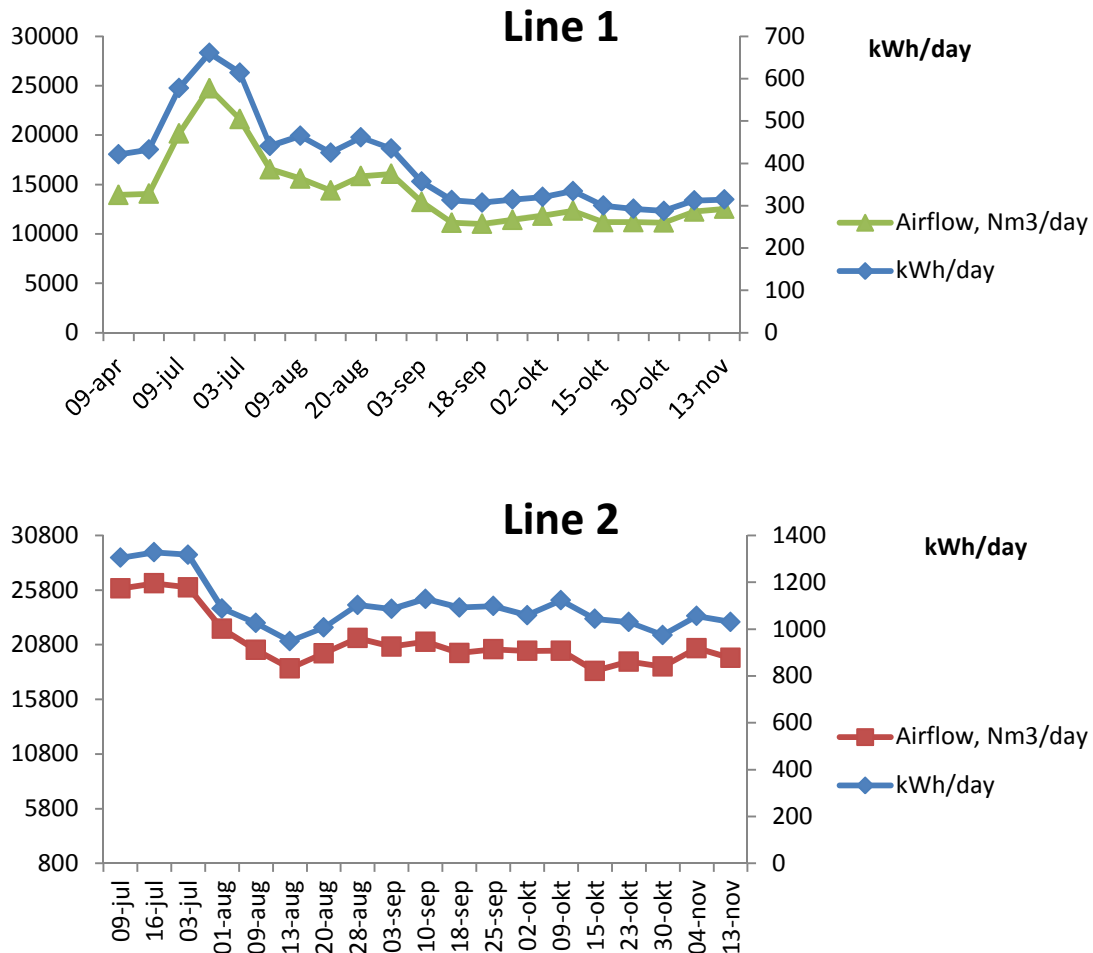 Line 1
kWh/day
30000
25000
20000
15000
10000
5000
0
700
600
500
400
300
200
100
0
09-apr
09-jul
03-jul
09-aug
20-aug
03-sep
18-sep
02-okt
15-okt
30-okt
13-nov
Airflow, Nm3/day
kWh/day
Line 2
kWh/day
30800
25800
20800
15800
10800
5800
800
1400
1200
1000
800
600
400
200
0
09-jul
16-jul
03-jul
01-aug
09-aug
13-aug
20-aug
28-aug
03-sep
10-sep
18-sep
25-sep
02-okt
09-okt
15-okt
23-okt
30-okt
04-nov
13-nov
Airflow, Nm3/day
kWh/day